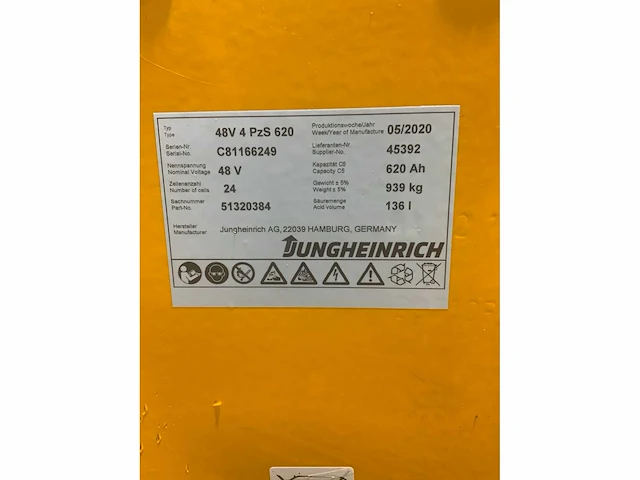 Typ
Type 48V 4 PzS 620 Produktionswoche/Jahr
Week/Year of Manufacture 05/2020
Serien-Nr.
Serial-No. C81166249 Lieferanten-Nr.
Supplier-No. 45392
Nennspannung
Nominal Voltage 48 V Kapazität C5
Capacity C5 620 Ah
Zellenanzahl
Number of cells 24 Gewicht ± 5%
Weight ± 5% 939 kg
Sachnummer
Part-No. 51320384 Säuremenge
Acid volume 136 l
Hersteller
Manufacturer Jungheinrich AG, 22039 HAMBURG, GERMANY
JUNGHEINRICH